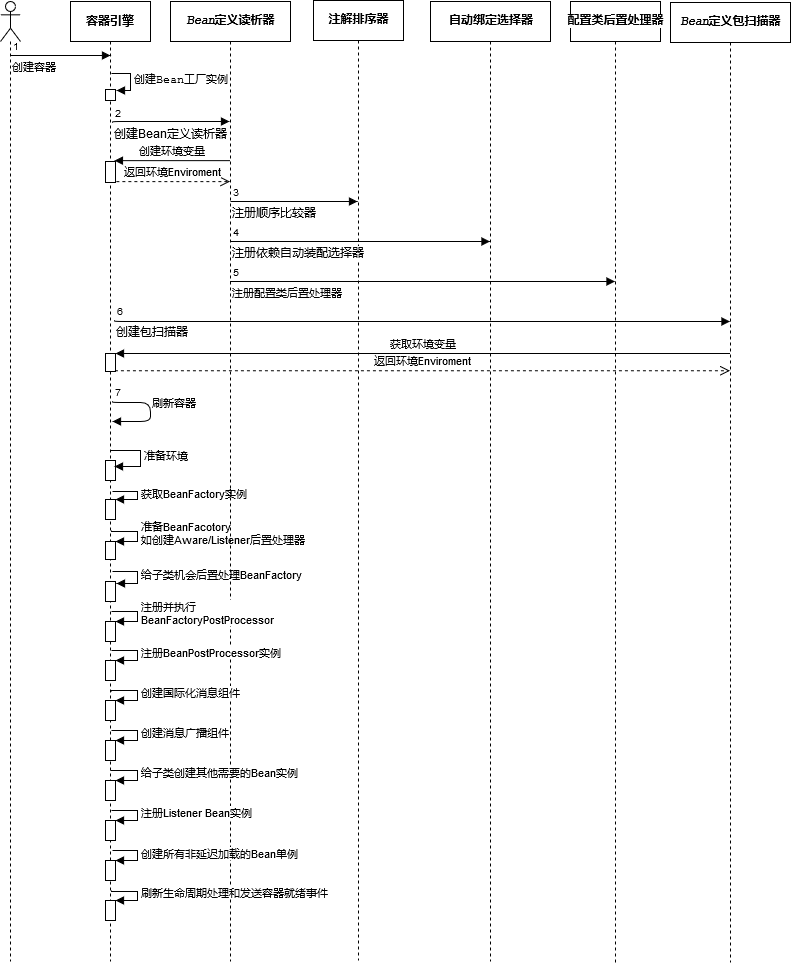 容器引擎
Bean定义读析器
注解排序器
自动绑定选择器
配置类后置处理器
Bean定义包扫描器
1
创建容器
创建Bean工厂实例
2
创建Bean定义读析器
创建环境变量
返回环境Enviroment
3
注册顺序比较器
4
注册依赖自动装配选择器
5
注册配置类后置处理器
6
创建包扫描器
获取环境变量
返回环境Enviroment
7
刷新容器
准备环境
获取BeanFactory实例
准备BeanFacotory
如创建Aware/Listener后置处理器
给子类机会后置处理BeanFactory
注册并执行
BeanFactoryPostProcessor
注册BeanPostProcessor实例
创建国际化消息组件
创建消息广播组件
给子类创建其他需要的Bean实例
注册Listener Bean实例
创建所有非延迟加载的Bean单例
刷新生命周期处理和发送容器就绪事件